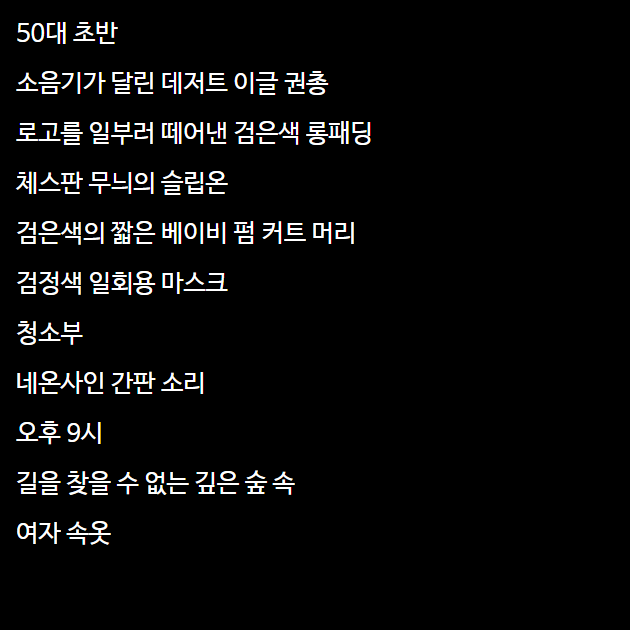 50대 초반
소음기가 달린 데저트 이글 권총
로고를 일부러 떼어낸 검은색 롱패딩
체스판 무늬의 슬립온
검은색의 짧은 베이비 펌 커트 머리
검정색 일회용 마스크
청소부
네온사인 간판 소리
오후 9시
길을 찾을 수 없는 깊은 숲 속
여자 속옷